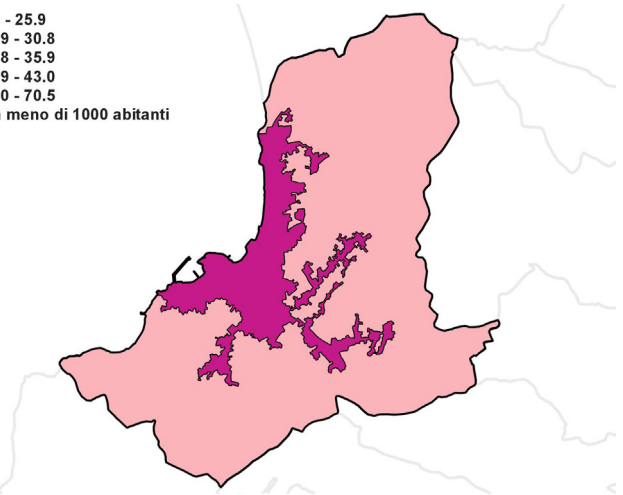 - 25.9
9 - 30.8
8 - 35.9
9 - 43.0
0 - 70.5
meno di 1000 abitanti